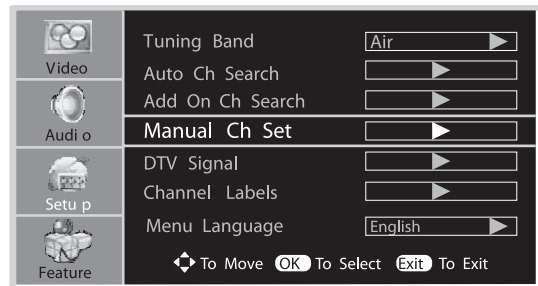 Video
Audi o
Setu p
Feature
Tuning Band Air
Auto Ch Search
Add On Ch Search
Manual Ch Set
DTV Signal
Channel Labels
Menu Language English
To Move OK To Select Exit To Exit